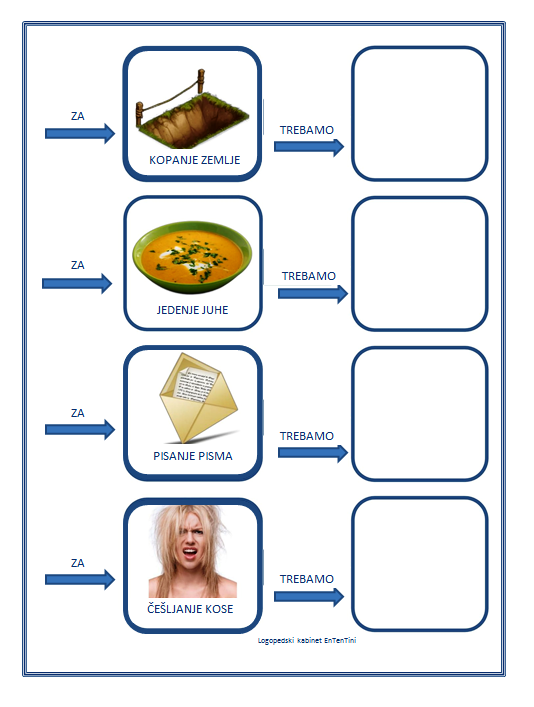 ZA
KOPANJE ZEMLJE
TREBAMO
ZA
JEDENJE JUHE
TREBAMO
ZA
PISANJE PISMA
TREBAMO
ZA
ČEŠLJANJE KOSE
TREBAMO
Logopedski kabinet EnTenTini